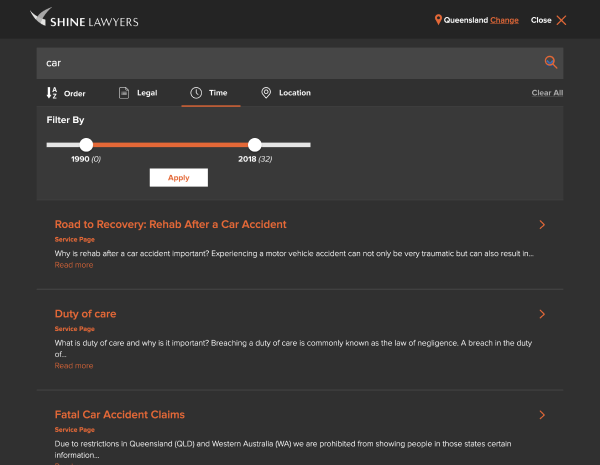 SHINE LAWYERS
Queensland Change Close
car
A Z Order Legal Time Location Clear All
Filter By
1990 (0) 2018 (32)
Apply
Road to Recovery: Rehab After a Car Accident
Service Page
Why is rehab after a car accident important? Experiencing a motor vehicle accident can not only be very traumatic but can also result in...
Read more
Duty of care
Service Page
What is duty of care and why is it important? Breaching a duty of care is commonly known as the law of negligence. A breach in the duty
of...
Read more
Fatal Car Accident Claims
Service Page
Due to restrictions in Queensland (QLD) and Western Australia (WA) we are prohibited from showing people in those states certain
information...